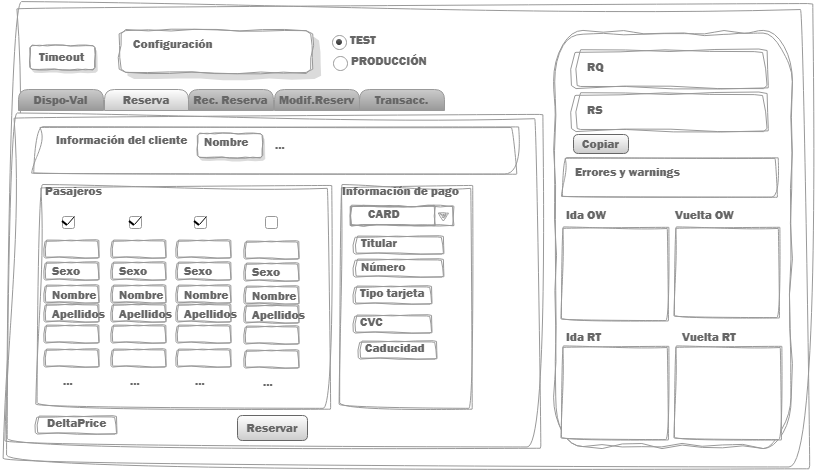 Timeout
Configuración
TEST
PRODUCCIÓN
Dispo-Val Reserva Rec. Reserva Modif.Reserv Transacc.
Información del cliente Nombre ...
Pasajeros
Sexo Sexo Sexo Sexo
Nombre Nombre Nombre Nombre
Apellidos Apellidos Apellidos Apellidos
... ... ... ...
Información de pago
CARD
Titular
Número
Tipo tarjeta
CVC
Caducidad
DeltaPrice
Reservar
RQ
RS
Copiar
Errores y warnings
Ida OW Vuelta OW
Ida RT Vuelta RT